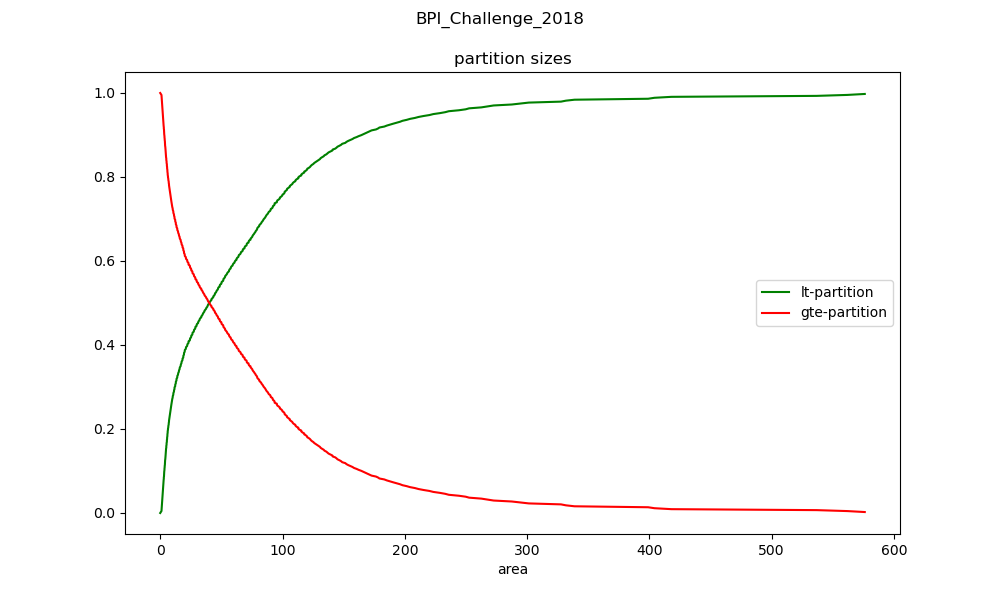 BPI_Challenge_2018
partition sizes
1.0
0.8
0.6
0.4
0.2
0.0
lt-partition
gte-partition
0 100 200 300 400 500 600
area